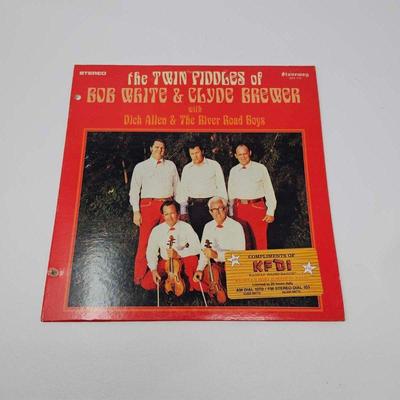 STEREO
the TWIN FIDDLES of
Stoneway
BOB WHITE & CLYDE BREWER
with
Dick Allen & The River Road Boys
COMPLIMENTS OF
KFDI
AM DIAL 1070 / FM STEREO DIAL 101